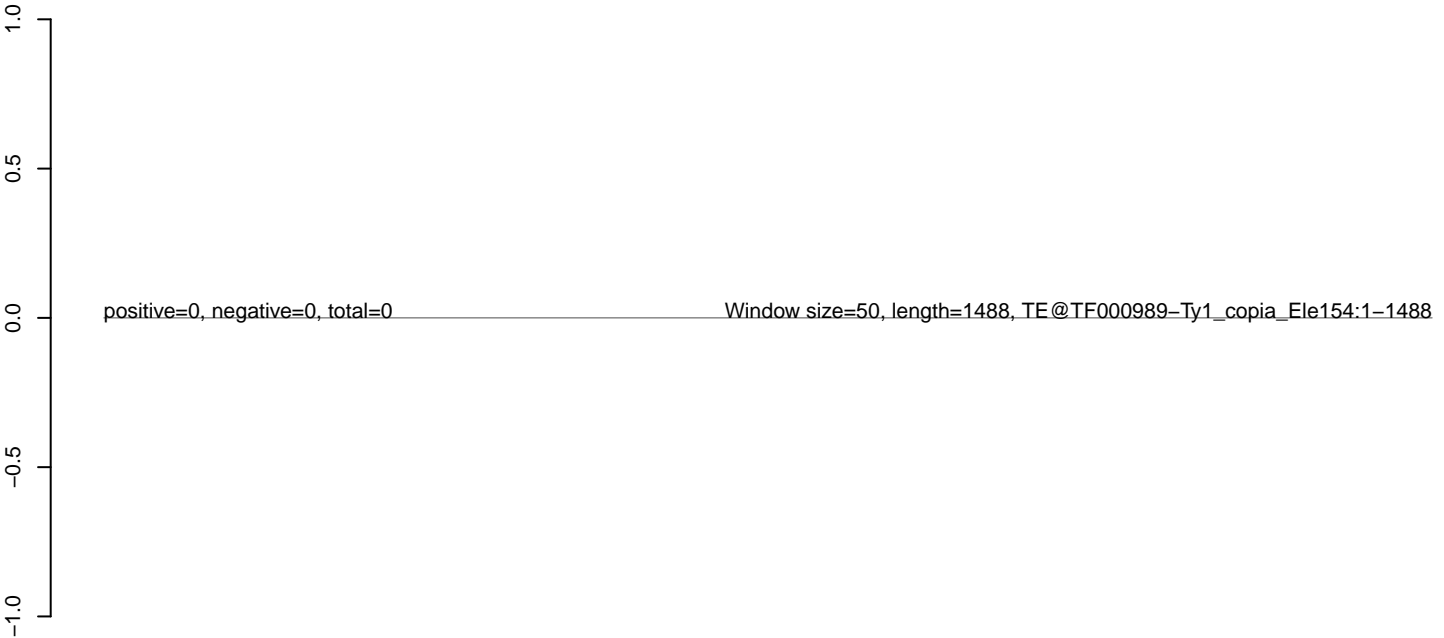 1.0
0.5
0.0
−0.5
−1.0
positive=0, negative=0, total=0
Window size=50, length=1488, TE@TF000989−Ty1_copia_Ele154:1−1488